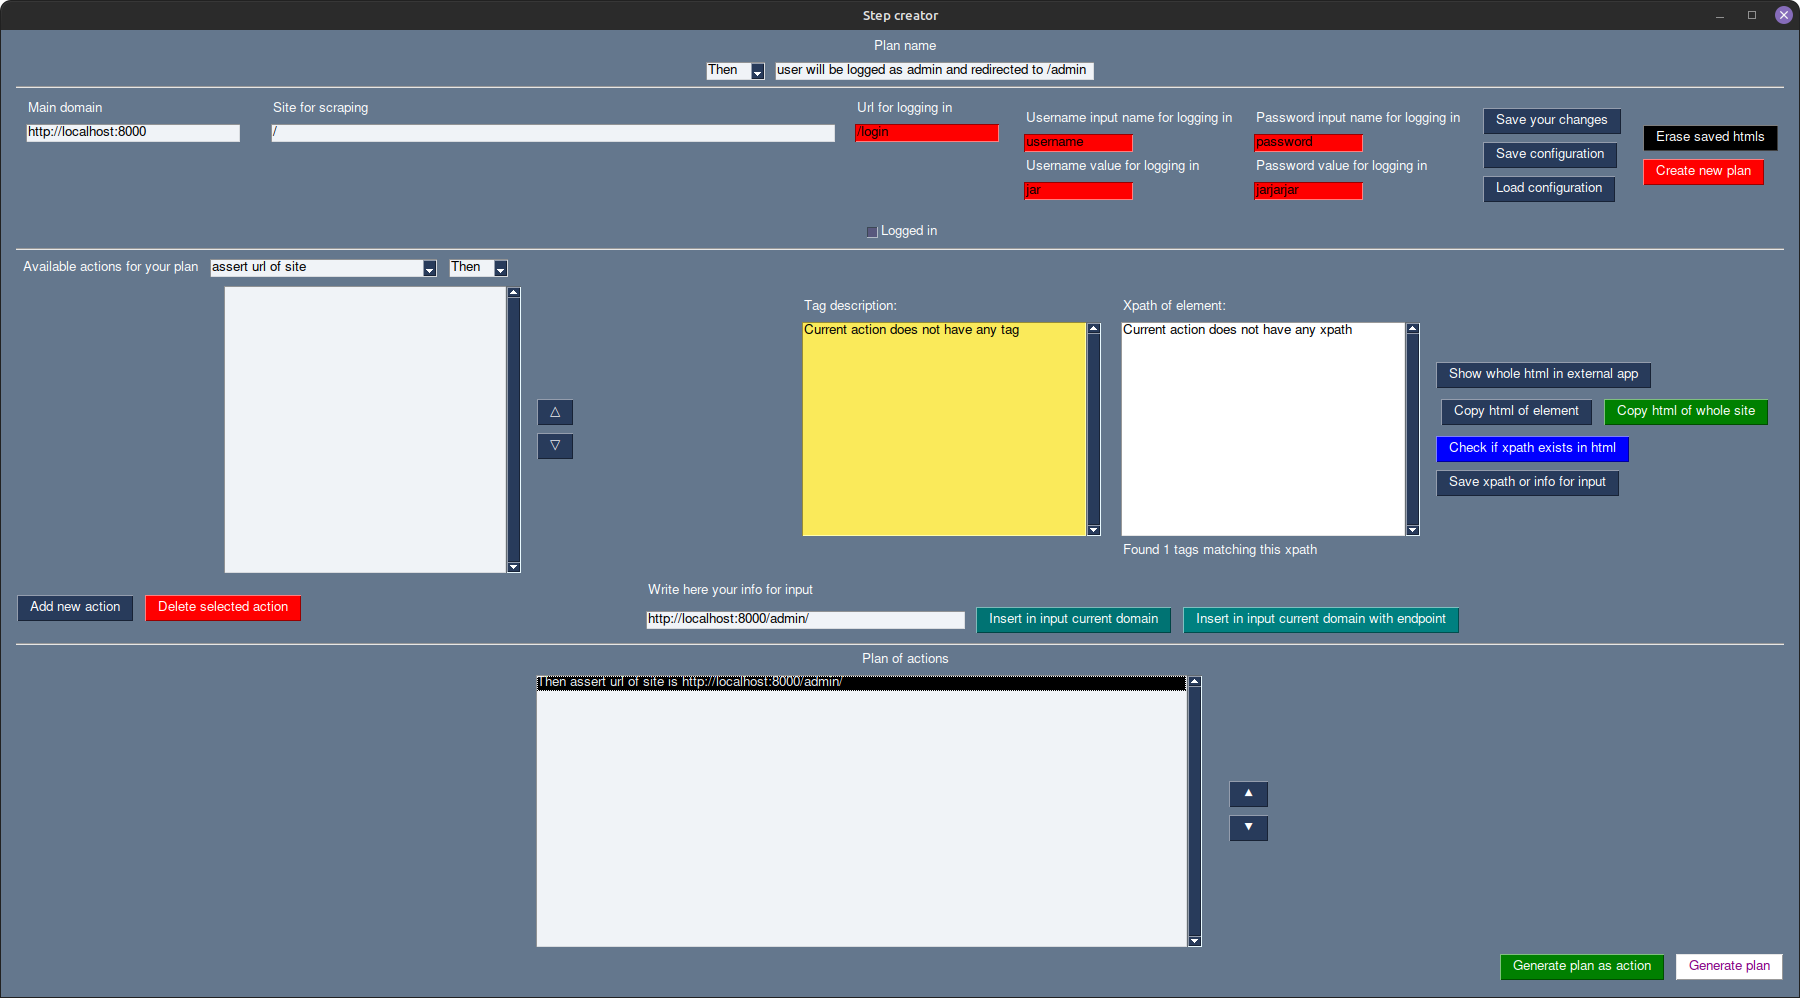 Step creator
Plan name
Then
user will be logged as admin and redirected to /admin
Main domain
http://localhost:8000
Site for scraping
/
Url for logging in
/login
Username input name for logging in
username
Username value for logging in
jar
Password input name for logging in
password
Password value for logging in
jarjarjar
Save your changes
Save configuration
Load configuration
Erase saved htmls
Create new plan
Logged in
Available actions for your plan
assert url of site
Then
Tag description:
Current action does not have any tag
Xpath of element:
Current action does not have any xpath
Found 1 tags matching this xpath
Show whole html in external app
Copy html of element
Copy html of whole site
Check if xpath exists in html
Save xpath or info for input
Add new action
Delete selected action
Write here your info for input
http://localhost:8000/admin/
Insert in input current domain
Insert in input current domain with endpoint
Plan of actions
Then assert url of site is http://localhost:8000/admin/
Generate plan as action
Generate plan